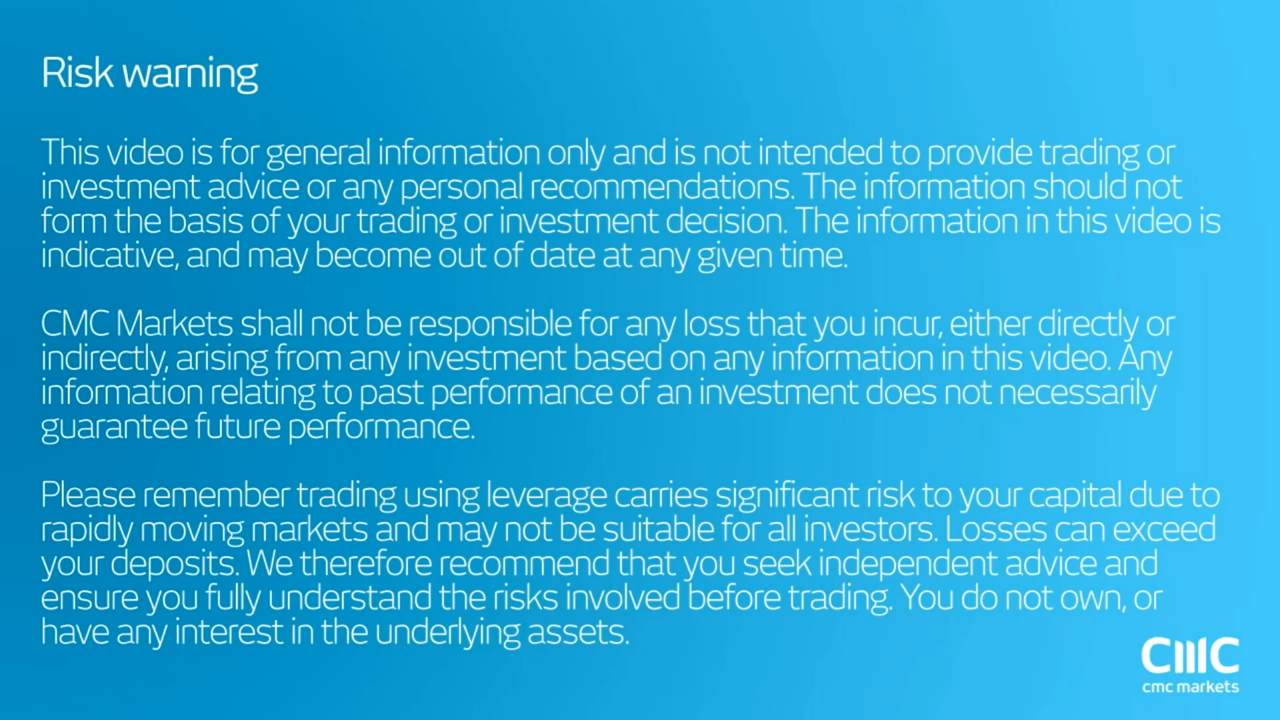 Risk warning
This video is for general information only and is not intended to provide trading or
investment advice or any personal recommendations. The information should not
form the basis of your trading or investment decision. The information in this video is
indicative, and may become out of date at any given time.
CMC Markets shall not be responsible for any loss that you incur, either directly or
indirectly, arising from any investment based on any information in this video. Any
information relating to past performance of an investment does not necessarily
guarantee future performance.
Please remember trading using leverage carries significant risk to your capital due to
rapidly moving markets and may not be suitable for all investors. Losses can exceed
your deposits. We therefore recommend that you seek independent advice and
ensure you fully understand the risks involved before trading. You do not own, or
have any interest in the underlying assets.
CMC
cmc markets